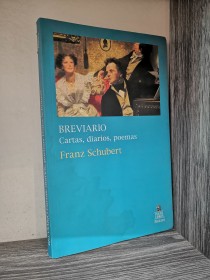 BREVIARIO
Cartas, diarios, poemas
Franz Schubert